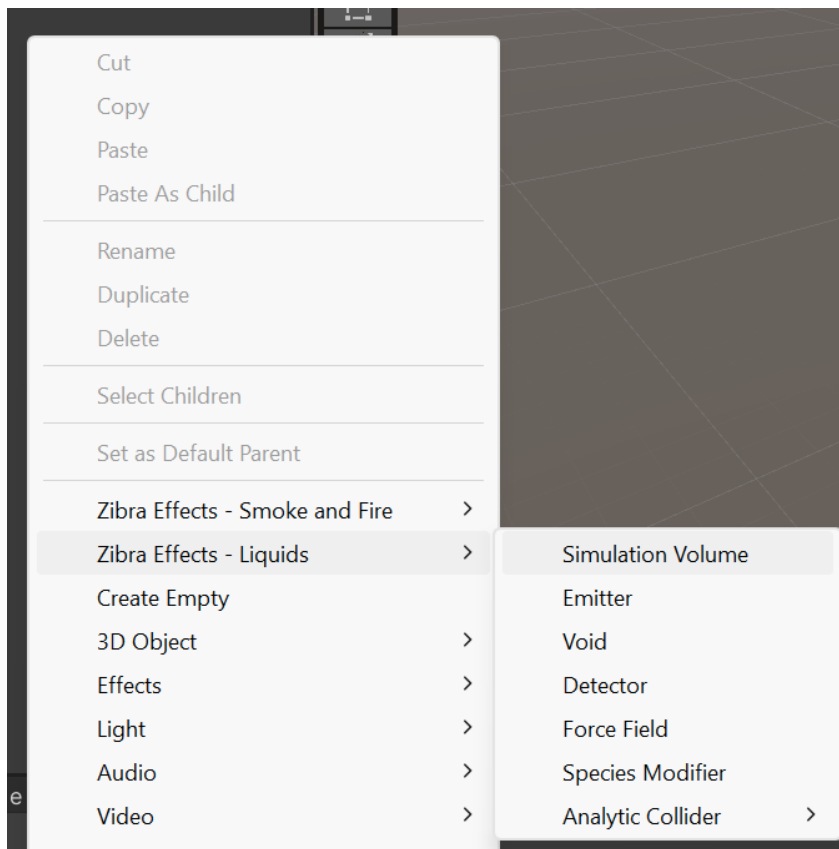 Cut
Copy
Paste
Paste As Child
Rename
Duplicate
Delete
Select Children
Set as Default Parent
Zibra Effects - Smoke and Fire
Zibra Effects - Liquids
Create Empty
3D Object
Effects
Light
Audio
Video
Simulation Volume
Emitter
Void
Detector
Force Field
Species Modifier
Analytic Collider
e